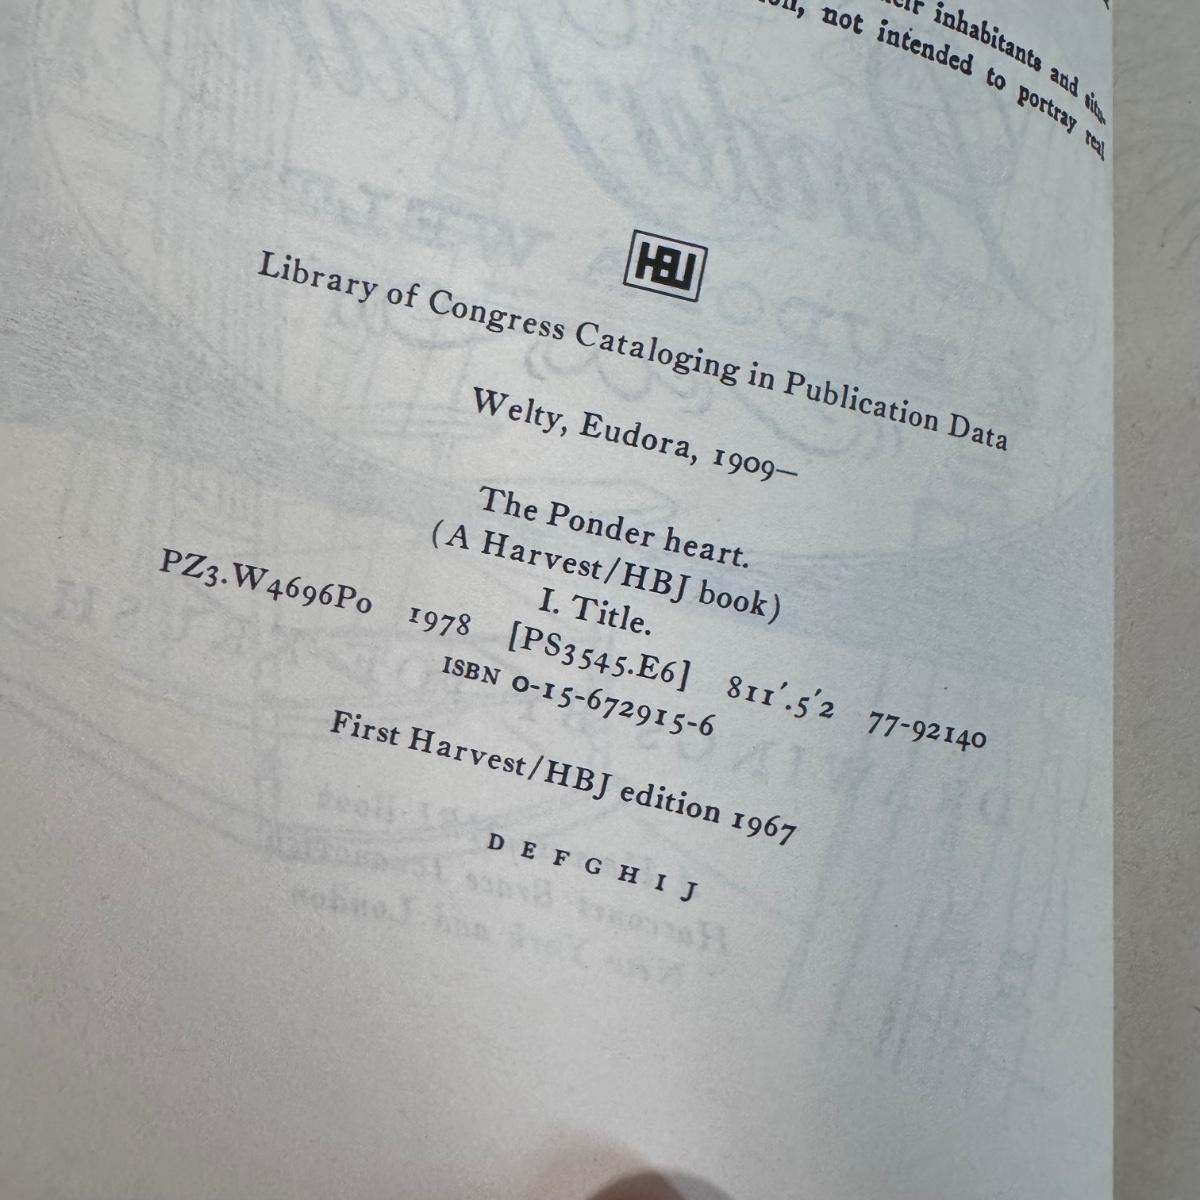 inhabitants and situ-
not intended to portray real
HBJ
Library of Congress Cataloging in Publication Data
Welty, Eudora, 1909—
The Ponder heart.
(A Harvest/HBJ book)
I. Title.
PZ3.W4696Po 1978 [PS3545.E6] 811'.5'2 77-92140
ISBN 0-15-672915-6
First Harvest/HBJ edition 1967
D E F G H I J